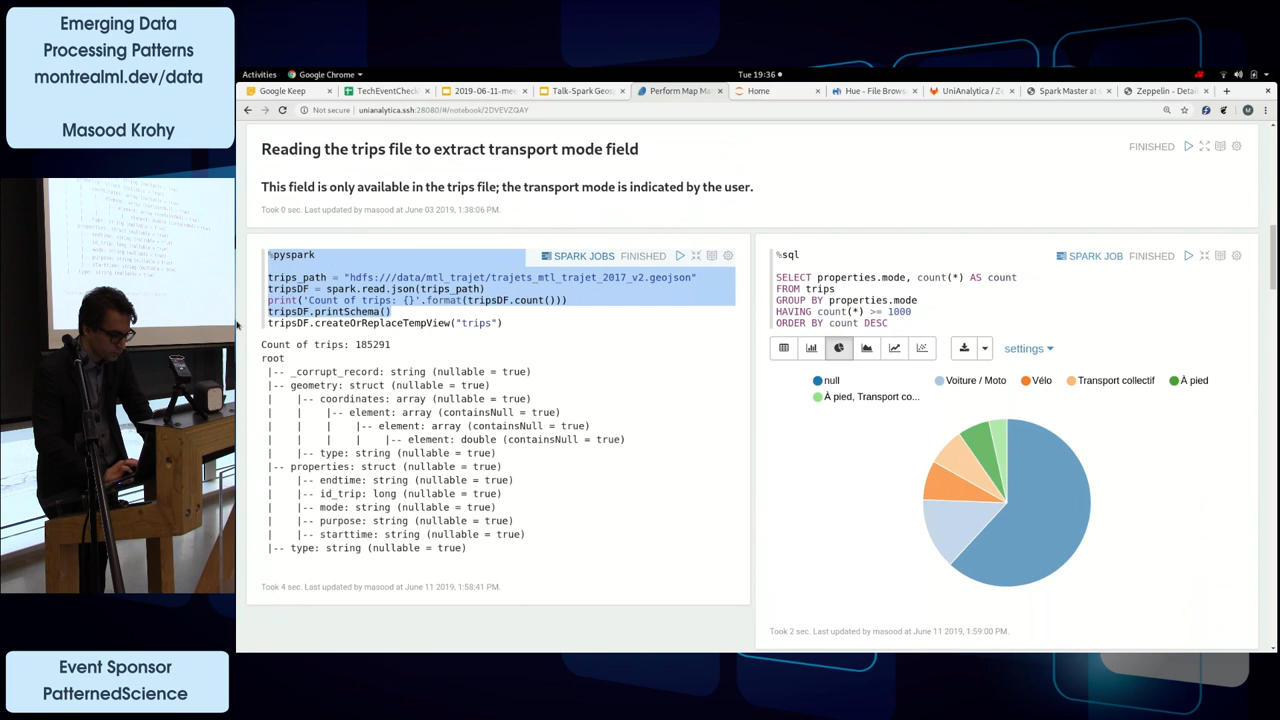 Emerging Data
Processing Patterns
montrealml.dev/data
Masood Krohy
Event Sponsor
PatternedScience
Activities
Google Chrome
Tue 19:36
Google Keep
TechEventCheck
2019-06-11-mee
Talk-Spark Geosp
Perform Map Ma
Home
Hue - File Browse
UniAnalytica / Ze
Spark Master at s
Zeppelin - Detail
Not secure | unianalytica.ssh:28080/#/notebook/2DVEVZQAY
Reading the trips file to extract transport mode field
FINISHED
This field is only available in the trips file; the transport mode is indicated by the user.
Took 0 sec. Last updated by masood at June 03 2019, 1:38:06 PM.
%pyspark
SPARK JOBS FINISHED
trips_path = "hdfs:///data/mtl_trajet/trajets_mtl_trajet_2017_v2.geojson"
tripsDF = spark.read.json(trips_path)
print('Count of trips: {}'.format(tripsDF.count()))
tripsDF.printSchema()
tripsDF.createOrReplaceTempView("trips")
Count of trips: 185291
root
|-- _corrupt_record: string (nullable = true)
|-- geometry: struct (nullable = true)
| |-- coordinates: array (nullable = true)
| | |-- element: array (containsNull = true)
| | | |-- element: array (containsNull = true)
| | | | |-- element: double (containsNull = true)
| |-- type: string (nullable = true)
|-- properties: struct (nullable = true)
| |-- endtime: string (nullable = true)
| |-- id_trip: long (nullable = true)
| |-- mode: string (nullable = true)
| |-- purpose: string (nullable = true)
| |-- starttime: string (nullable = true)
|-- type: string (nullable = true)
Took 4 sec. Last updated by masood at June 11 2019, 1:58:41 PM.
%sql
SPARK JOB FINISHED
SELECT properties.mode, count(*) AS count
FROM trips
GROUP BY properties.mode
HAVING count(*) >= 1000
ORDER BY count DESC
settings
null
Voiture / Moto
Vélo
Transport collectif
À pied
À pied, Transport co...
Took 2 sec. Last updated by masood at June 11 2019, 1:59:00 PM.